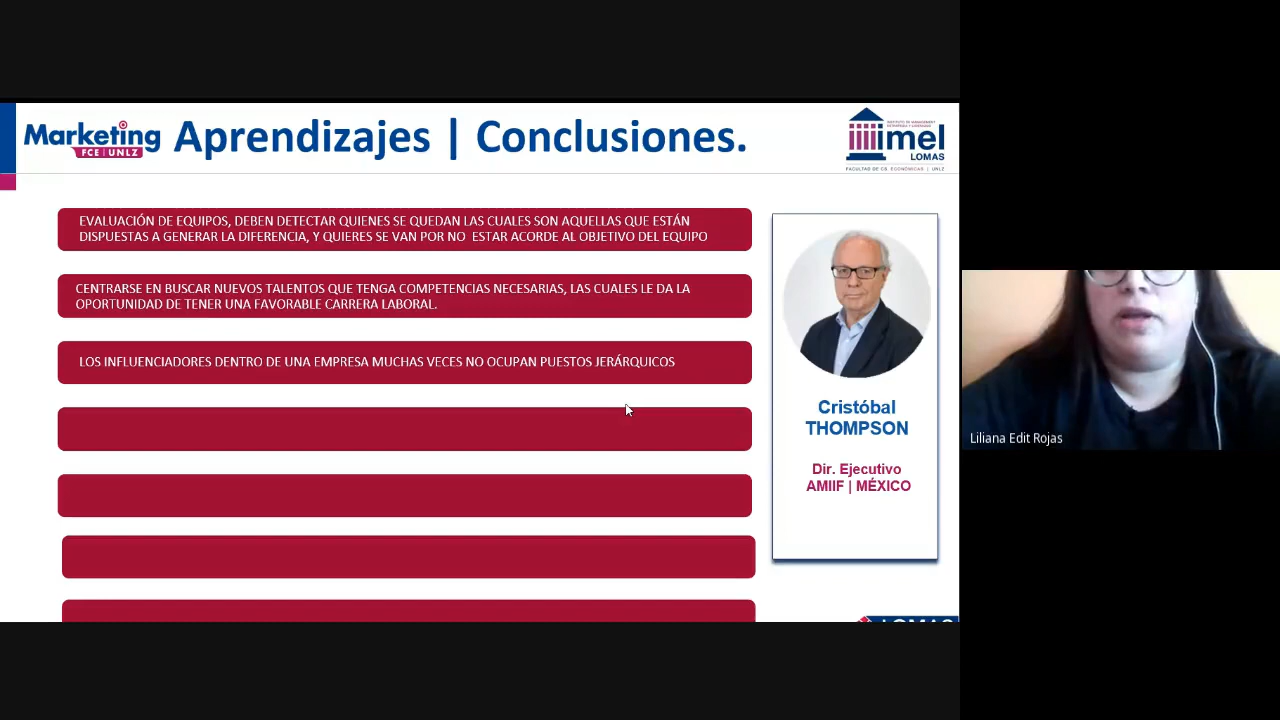 Marketing
FCE | UNLZ
Aprendizajes | Conclusiones.
imel
LOMAS
EVALUACIÓN DE EQUIPOS, DEBEN DETECTAR QUIENES SE QUEDAN LAS CUALES SON AQUELLAS QUE ESTÁN
DISPUESTAS A GENERAR LA DIFERENCIA, Y QUIERES SE VAN POR NO ESTAR ACORDE AL OBJETIVO DEL EQUIPO
CENTRARSE EN BUSCAR NUEVOS TALENTOS QUE TENGA COMPETENCIAS NECESARIAS, LAS CUALES LE DA LA
OPORTUNIDAD DE TENER UNA FAVORABLE CARRERA LABORAL.
LOS INFLUENCIADORES DENTRO DE UNA EMPRESA MUCHAS VECES NO OCUPAN PUESTOS JERÁRQUICOS
Cristóbal
THOMPSON
Dir. Ejecutivo
AMIIF | MÉXICO
LOMAS
Liliana Edit Rojas